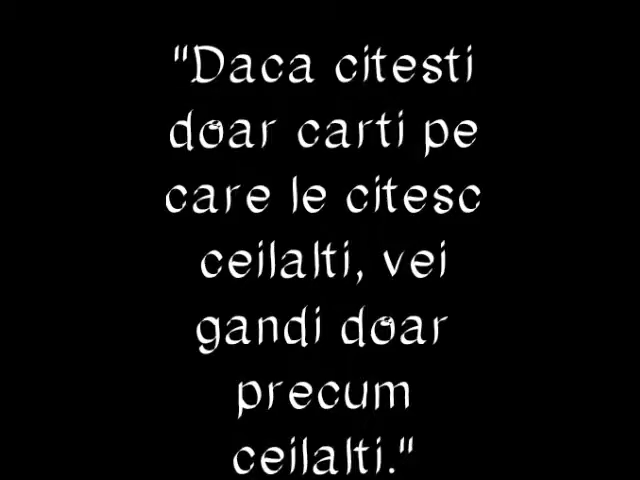 "Daca citesti
doar carti pe
care le citesc
ceilalti, vei
gandi doar
precum
ceilalti."